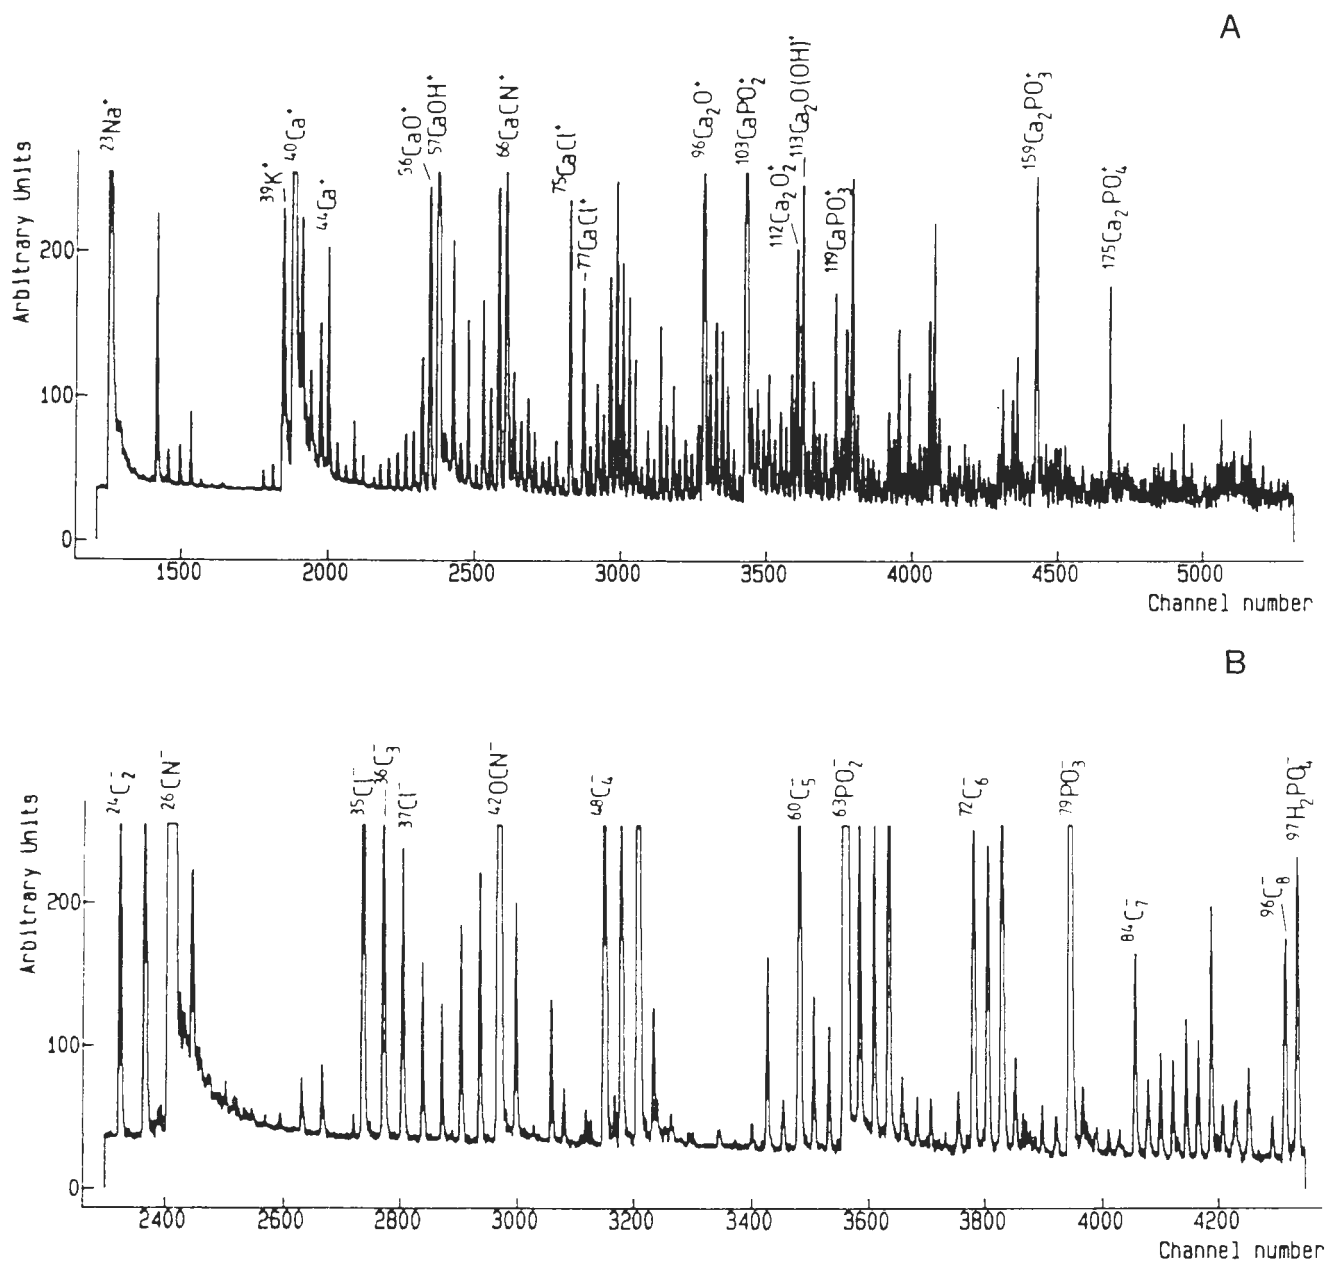 A
²³Na⁺
³⁹K⁺
⁴⁰Ca⁺
⁴⁴Ca⁺
⁵⁶CaO⁺
⁵⁷CaOH⁺
⁶⁶CaCN⁺
⁷⁵CaCl⁺
⁷⁷CaCl⁺
⁹⁶Ca₂O⁺
¹⁰³CaPO₂⁺
¹¹²Ca₂O₂⁺
¹¹³Ca₂O(OH)⁺
¹¹⁹CaPO₃⁺
¹⁵⁹Ca₂PO₃⁺
¹⁷⁵Ca₂PO₄⁺
Arbitrary Units
200
100
0
1500 2000 2500 3000 3500 4000 4500 5000
Channel number
B
²⁴C₂⁻
²⁶CN⁻
³⁵Cl⁻
³⁶C₃⁻
³⁷Cl⁻
⁴²OCN⁻
⁴⁸C₄⁻
⁶⁰C₅⁻
⁶³PO₂⁻
⁷²C₆⁻
⁷⁹PO₃⁻
⁸⁴C₇⁻
⁹⁶C₈⁻
⁹⁷H₂PO₄⁻
Arbitrary Units
200
100
0
2400 2600 2800 3000 3200 3400 3600 3800 4000 4200
Channel number